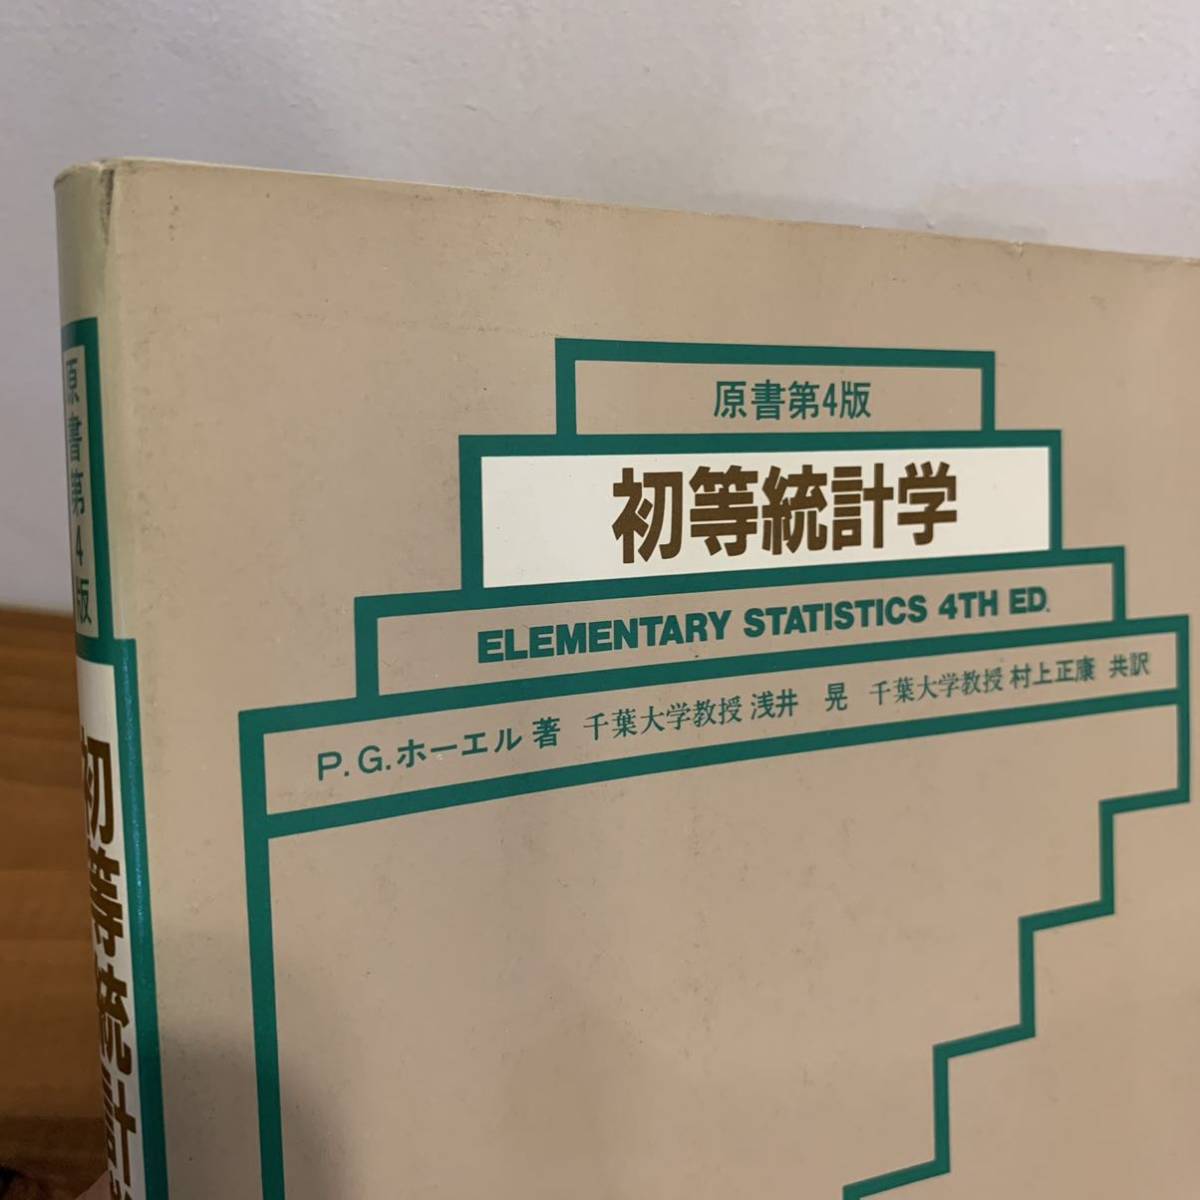 原書第4版
初等統計学
ELEMENTARY STATISTICS 4TH ED.
P.G.ホーエル 著 千葉大学教授 浅井 晃 千葉大学教授 村上正康 共訳
原書第4版
初等統計